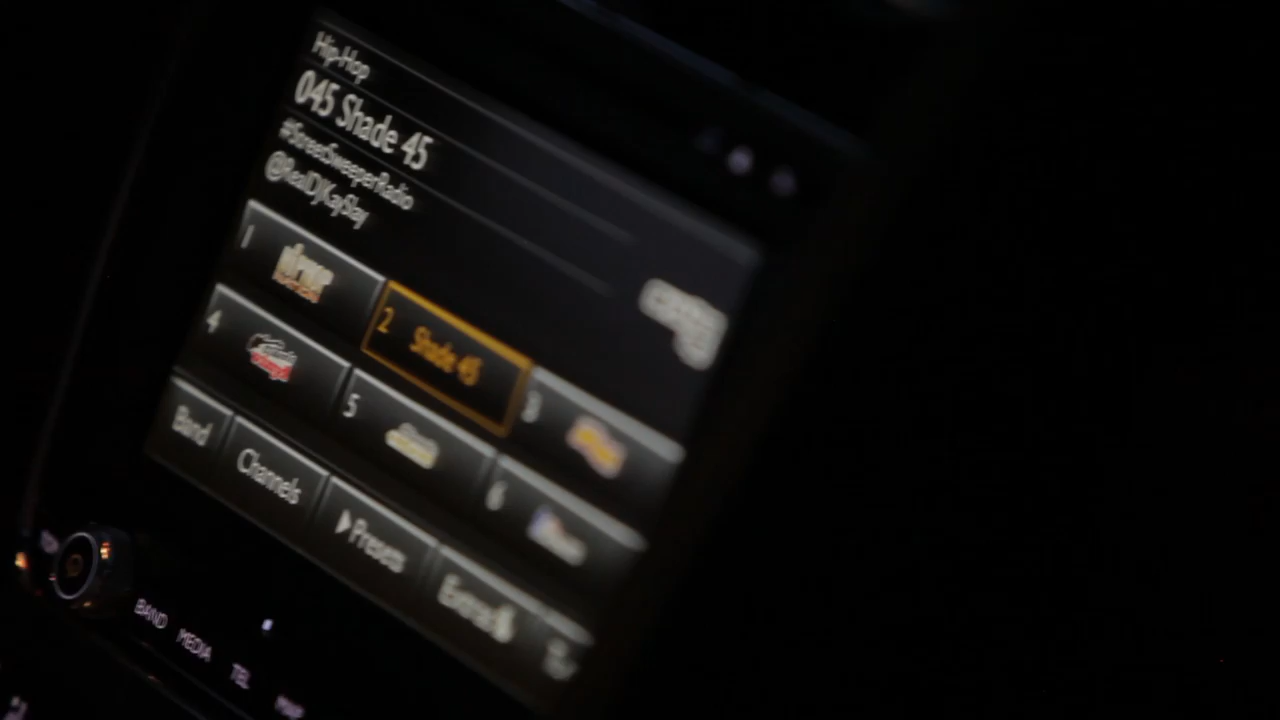 Hip-Hop
045 Shade 45
#StreetSweeperRadio
@RealDJKaySlay
1
2 Shade 45
3
4
5
6
Band
Channels
Presets
Extras
BAND
MEDIA
TEL